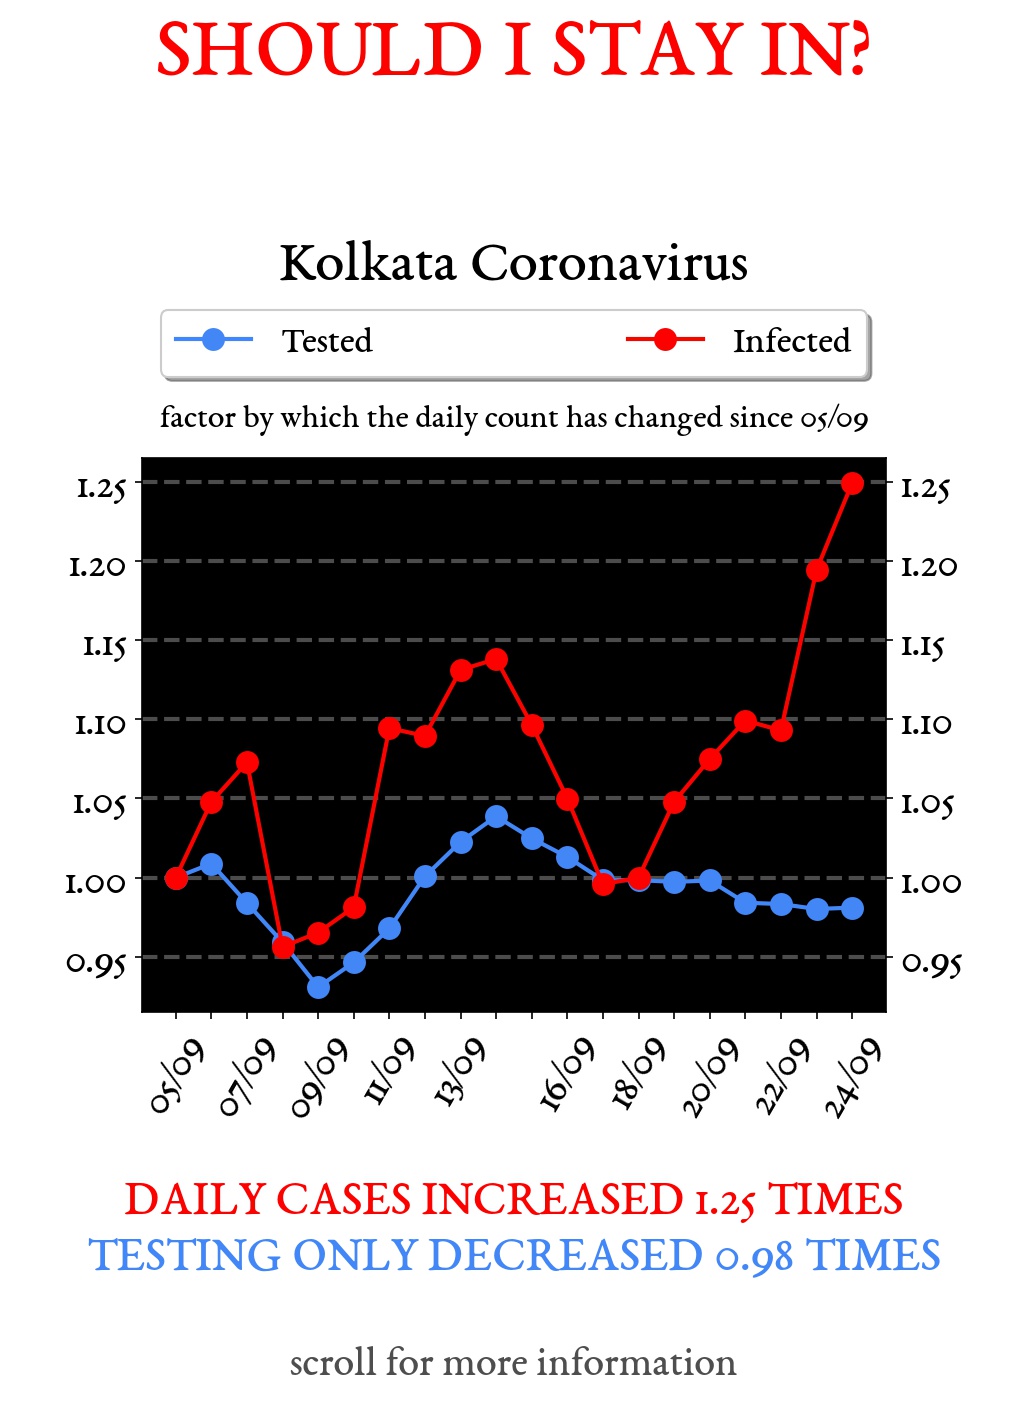 SHOULD I STAY IN?
Kolkata Coronavirus
Tested Infected
factor by which the daily count has changed since 05/09
1.25 1.25
1.20 1.20
1.15 1.15
1.10 1.10
1.05 1.05
1.00 1.00
0.95 0.95
05/09 07/09 09/09 11/09 13/09 16/09 18/09 20/09 22/09 24/09
DAILY CASES INCREASED 1.25 TIMES
TESTING ONLY DECREASED 0.98 TIMES
scroll for more information